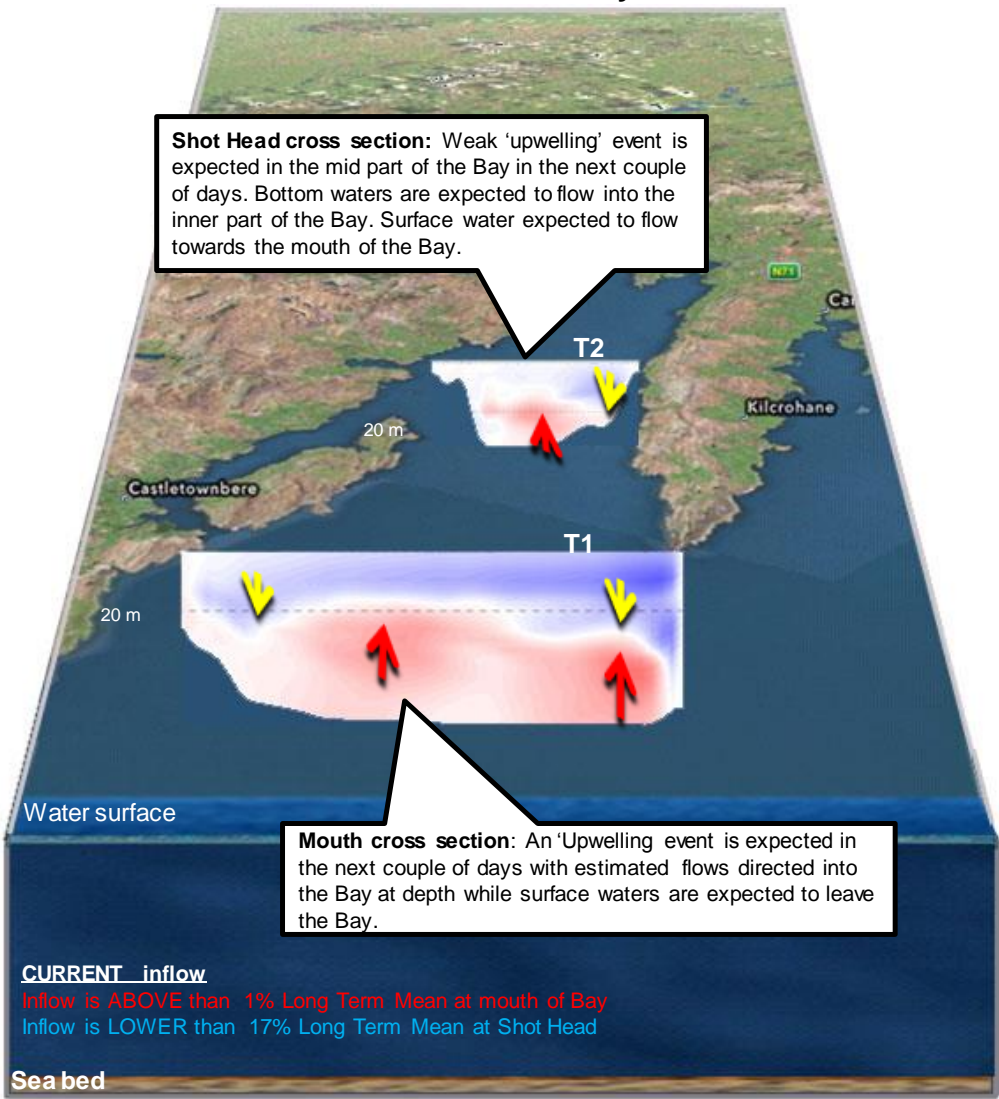 Shot Head cross section: Weak ‘upwelling’ event is
expected in the mid part of the Bay in the next couple
of days. Bottom waters are expected to flow into the
inner part of the Bay. Surface water expected to flow
towards the mouth of the Bay.
N71
T2
Kilcrohane
20 m
Castletownbere
T1
20 m
Water surface
Mouth cross section: An ‘Upwelling event is expected in
the next couple of days with estimated flows directed into
the Bay at depth while surface waters are expected to leave
the Bay.
CURRENT inflow
Inflow is ABOVE than 1% Long Term Mean at mouth of Bay
Inflow is LOWER than 17% Long Term Mean at Shot Head
Sea bed